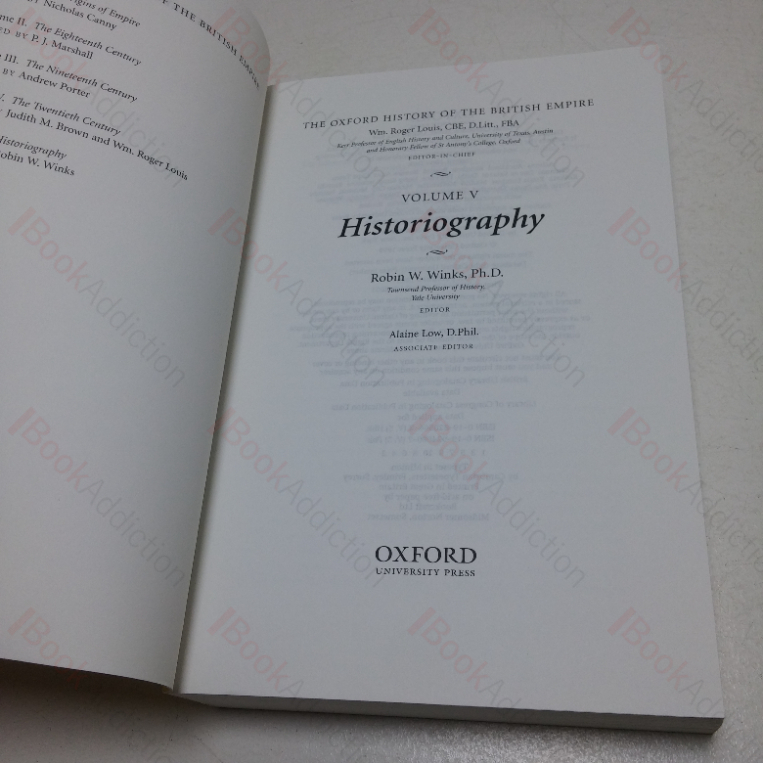 igins of Empire
Y Nicholas Canny
F THE BRITISH EMPIRE
me II. The Eighteenth Century
ED BY P. J. Marshall
III. The Nineteenth Century
BY Andrew Porter
V. The Twentieth Century
Judith M. Brown and Wm. Roger Louis
Historiography
obin W. Winks
THE OXFORD HISTORY OF THE BRITISH EMPIRE
Wm. Roger Louis, CBE, D.Litt., FBA
Kerr Professor of English History and Culture, University of Texas, Austin
and Honorary Fellow of St Antony's College, Oxford
EDITOR-IN-CHIEF
VOLUME V
Historiography
Robin W. Winks, Ph.D.
Townsend Professor of History,
Yale University
EDITOR
Alaine Low, D.Phil.
ASSOCIATE EDITOR
OXFORD
UNIVERSITY PRESS
BookAddiction